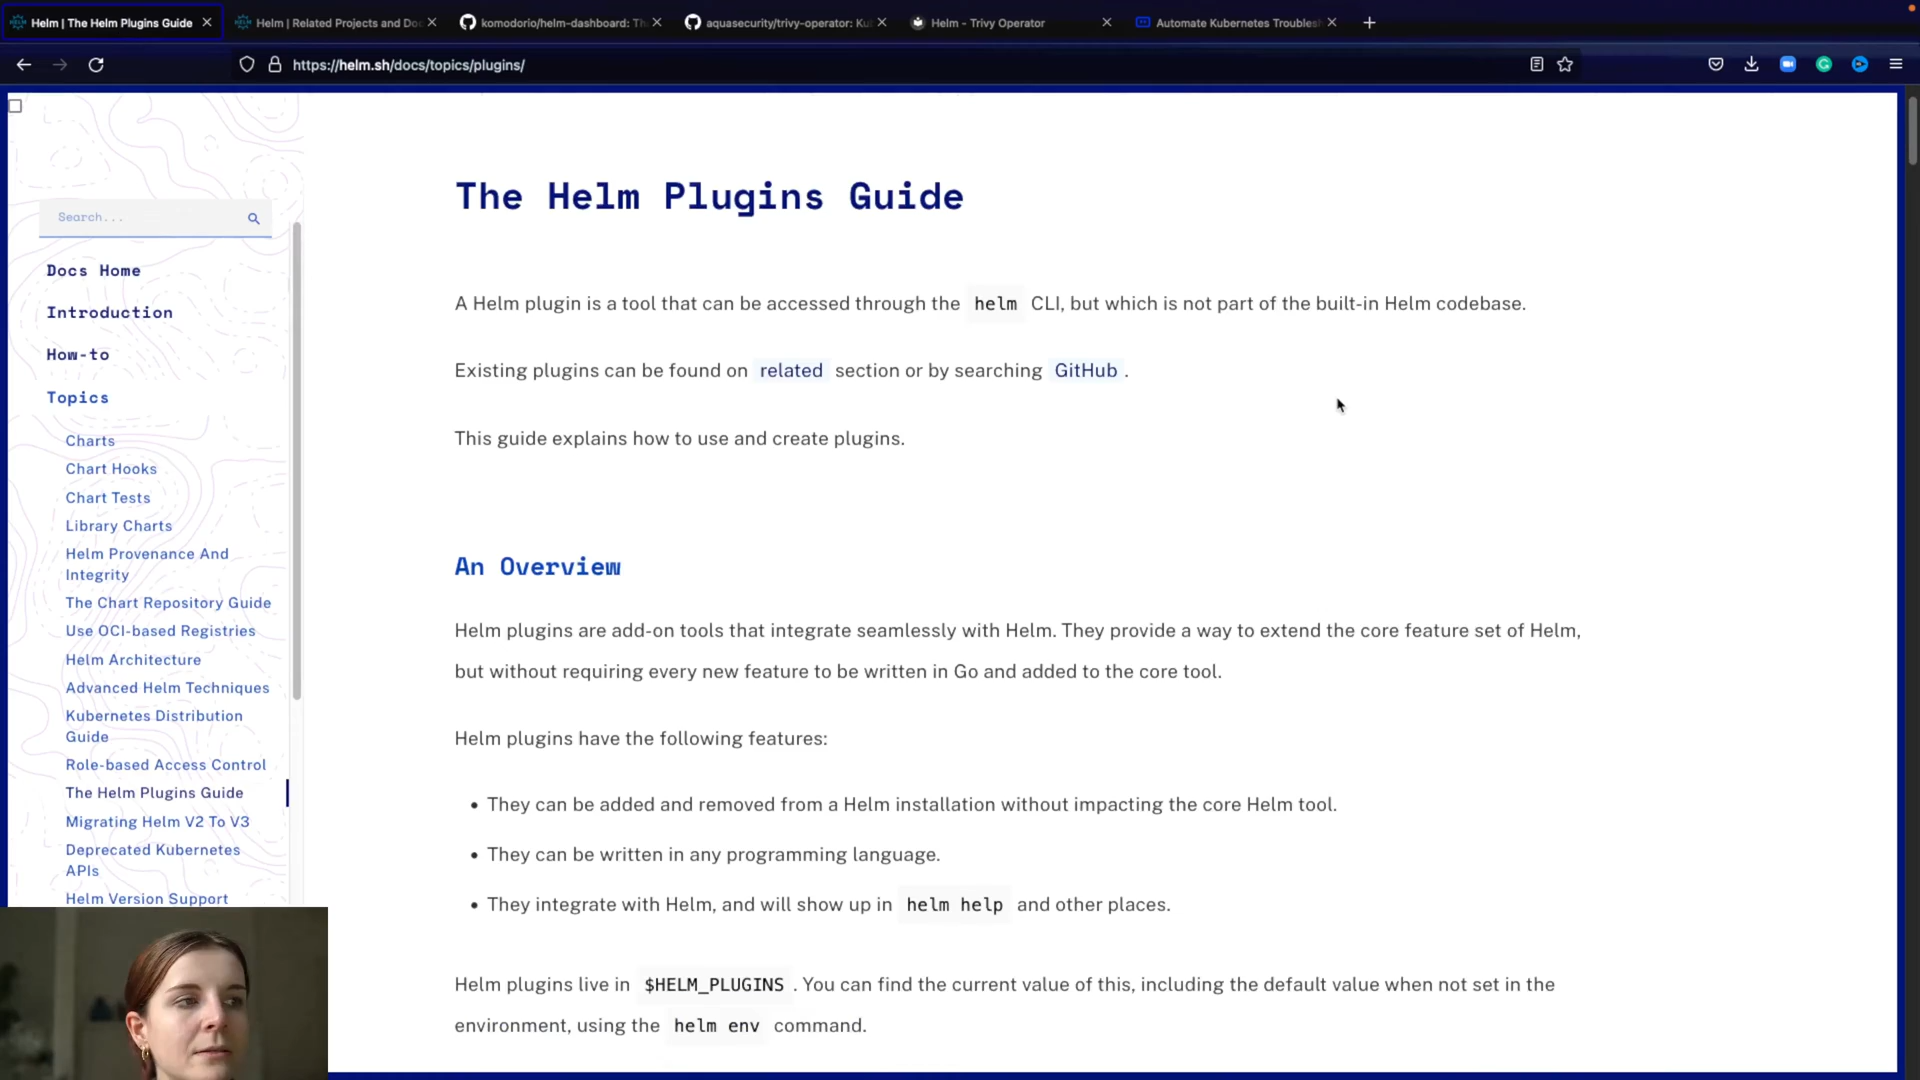 Helm | The Helm Plugins Guide
Helm | Related Projects and Doc
komodorio/helm-dashboard: Th
aquasecurity/trivy-operator: Ku
Helm - Trivy Operator
Automate Kubernetes Troubles
https://helm.sh/docs/topics/plugins/
Search...
Docs Home
Introduction
How-to
Topics
Charts
Chart Hooks
Chart Tests
Library Charts
Helm Provenance And
Integrity
The Chart Repository Guide
Use OCI-based Registries
Helm Architecture
Advanced Helm Techniques
Kubernetes Distribution
Guide
Role-based Access Control
The Helm Plugins Guide
Migrating Helm V2 To V3
Deprecated Kubernetes
APIs
Helm Version Support
The Helm Plugins Guide
A Helm plugin is a tool that can be accessed through the helm CLI, but which is not part of the built-in Helm codebase.
Existing plugins can be found on related section or by searching GitHub .
This guide explains how to use and create plugins.
An Overview
Helm plugins are add-on tools that integrate seamlessly with Helm. They provide a way to extend the core feature set of Helm,
but without requiring every new feature to be written in Go and added to the core tool.
Helm plugins have the following features:
• They can be added and removed from a Helm installation without impacting the core Helm tool.
• They can be written in any programming language.
• They integrate with Helm, and will show up in helm help and other places.
Helm plugins live in $HELM_PLUGINS . You can find the current value of this, including the default value when not set in the
environment, using the helm env command.